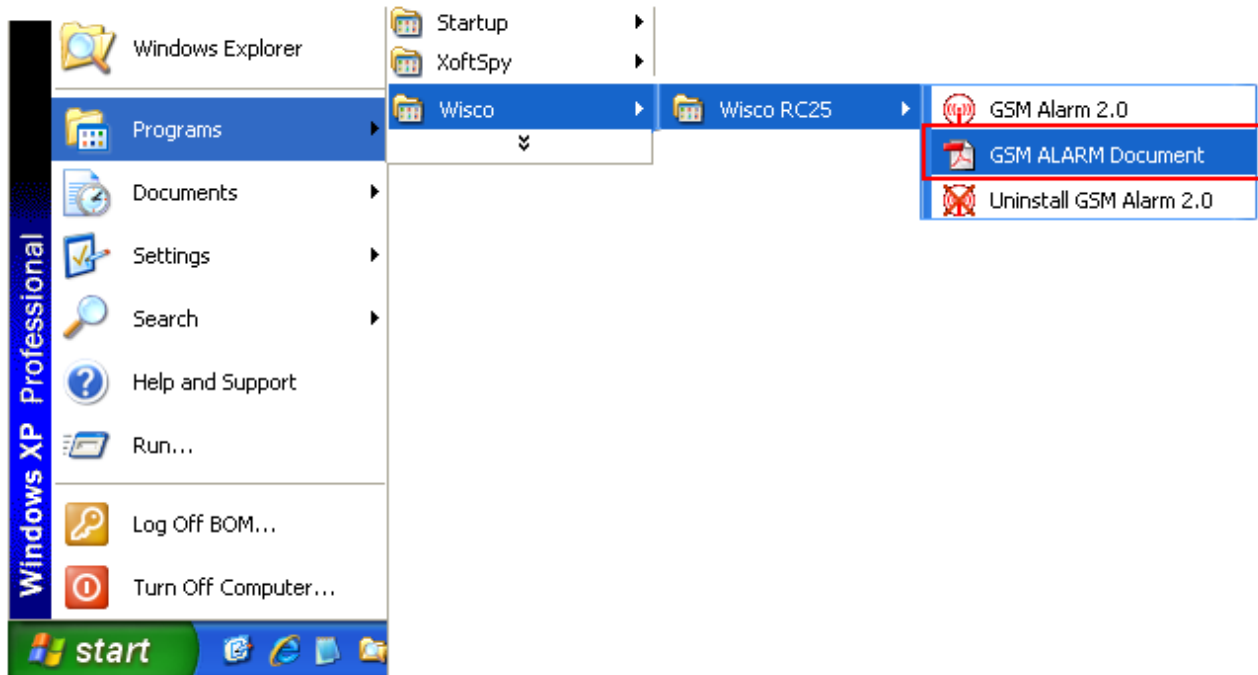 Windows Explorer
Programs
Documents
Settings
Search
Help and Support
Run...
Log Off BOM...
Turn Off Computer...
Windows XP Professional
start
Startup
XoftSpy
Wisco
Wisco RC25
GSM Alarm 2.0
GSM ALARM Document
Uninstall GSM Alarm 2.0